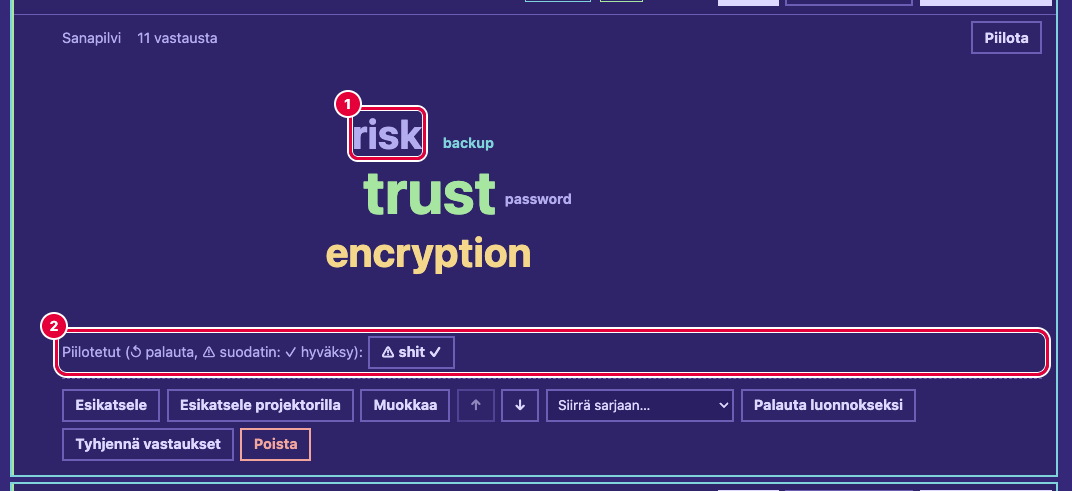 Sanapilvi 11 vastausta Piilota
1
risk backup
trust password
encryption
2
Piilotetut (↺ palauta, ⚠ suodatin: ✓ hyväksy): ⚠ shit ✓
Esikatsele Esikatsele projektorilla Muokkaa ↑ ↓ Siirrä sarjaan... Palauta luonnokseksi
Tyhjennä vastaukset Poista